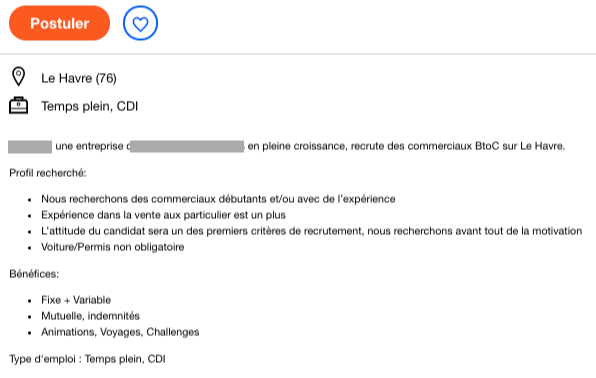 Postuler
Le Havre (76)
Temps plein, CDI
une entreprise en pleine croissance, recrute des commerciaux BtoC sur Le Havre.
Profil recherché:
Nous recherchons des commerciaux débutants et/ou avec de l'expérience
Expérience dans la vente aux particulier est un plus
L'attitude du candidat sera un des premiers critères de recrutement, nous recherchons avant tout de la motivation
Voiture/Permis non obligatoire
Bénéfices:
Fixe + Variable
Mutuelle, indemnités
Animations, Voyages, Challenges
Type d'emploi : Temps plein, CDI